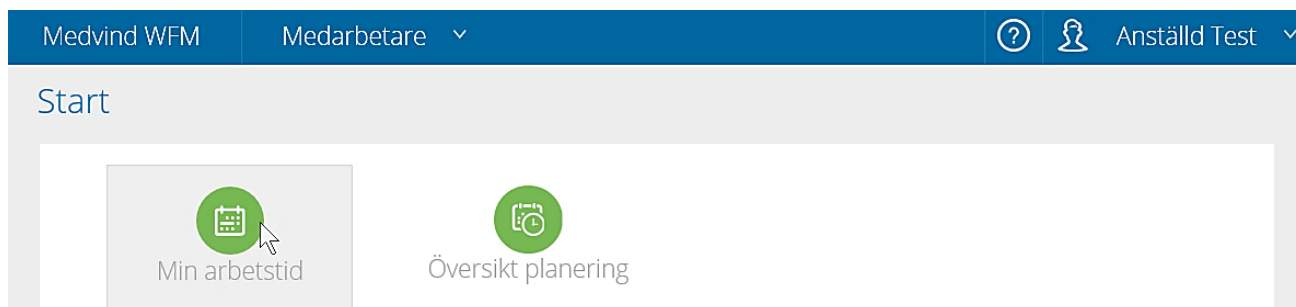 Medvind WFM Medarbetare Anställd Test
Start
Min arbetstid Översikt planering